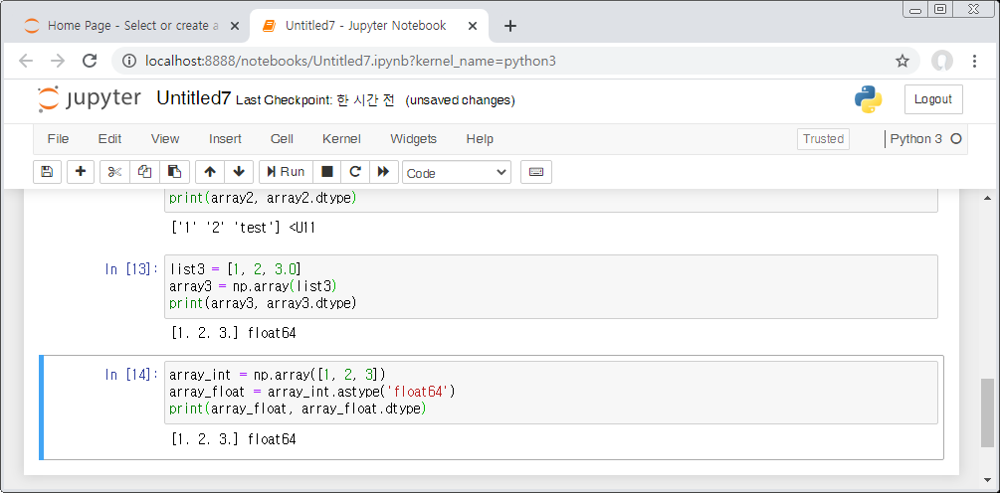 Home Page - Select or create a
Untitled7 - Jupyter Notebook
localhost:8888/notebooks/Untitled7.ipynb?kernel_name=python3
jupyter Untitled7 Last Checkpoint: 한 시간 전 (unsaved changes)
Logout
File Edit View Insert Cell Kernel Widgets Help Trusted Python 3
Run Code
print(array2, array2.dtype)
['1' '2' 'test'] <U11
In [13]: list3 = [1, 2, 3.0]
array3 = np.array(list3)
print(array3, array3.dtype)
[1. 2. 3.] float64
In [14]: array_int = np.array([1, 2, 3])
array_float = array_int.astype('float64')
print(array_float, array_float.dtype)
[1. 2. 3.] float64